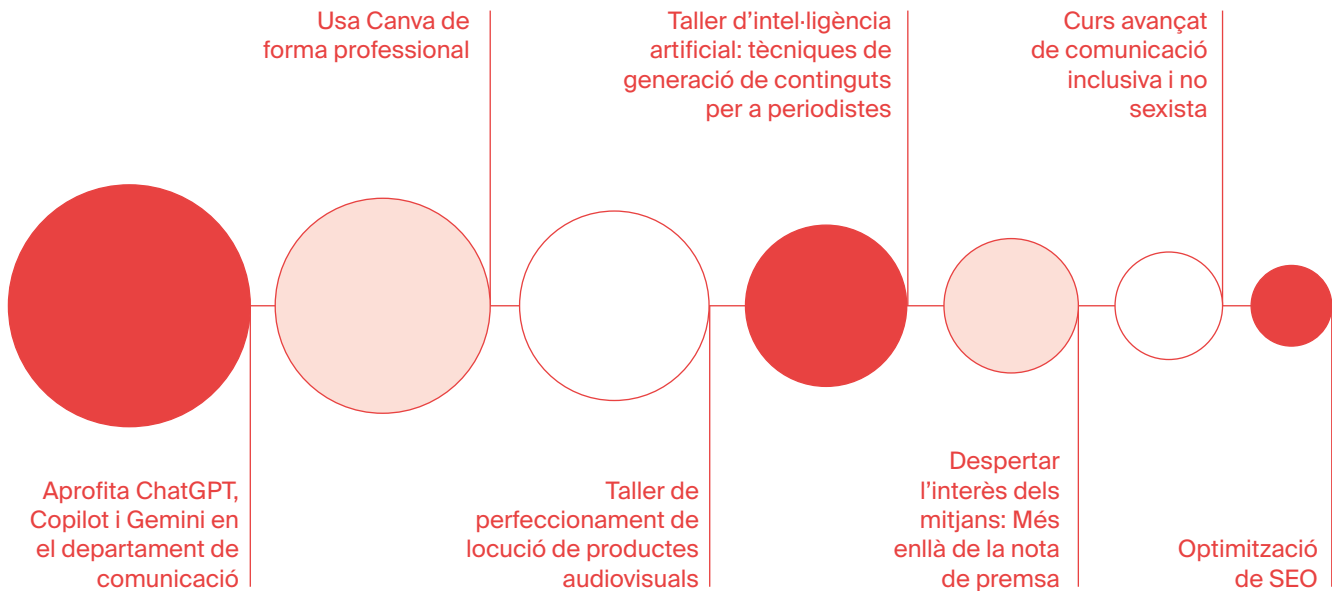 Usa Canva de
forma professional
Taller d’intel·ligència
artificial: tècniques de
generació de continguts
per a periodistes
Curs avançat
de comunicació
inclusiva i no
sexista
Aprofita ChatGPT,
Copilot i Gemini en
el departament de
comunicació
Taller de
perfeccionament de
locució de productes
audiovisuals
Despertar
l’interès dels
mitjans: Més
enllà de la nota
de premsa
Optimització
de SEO